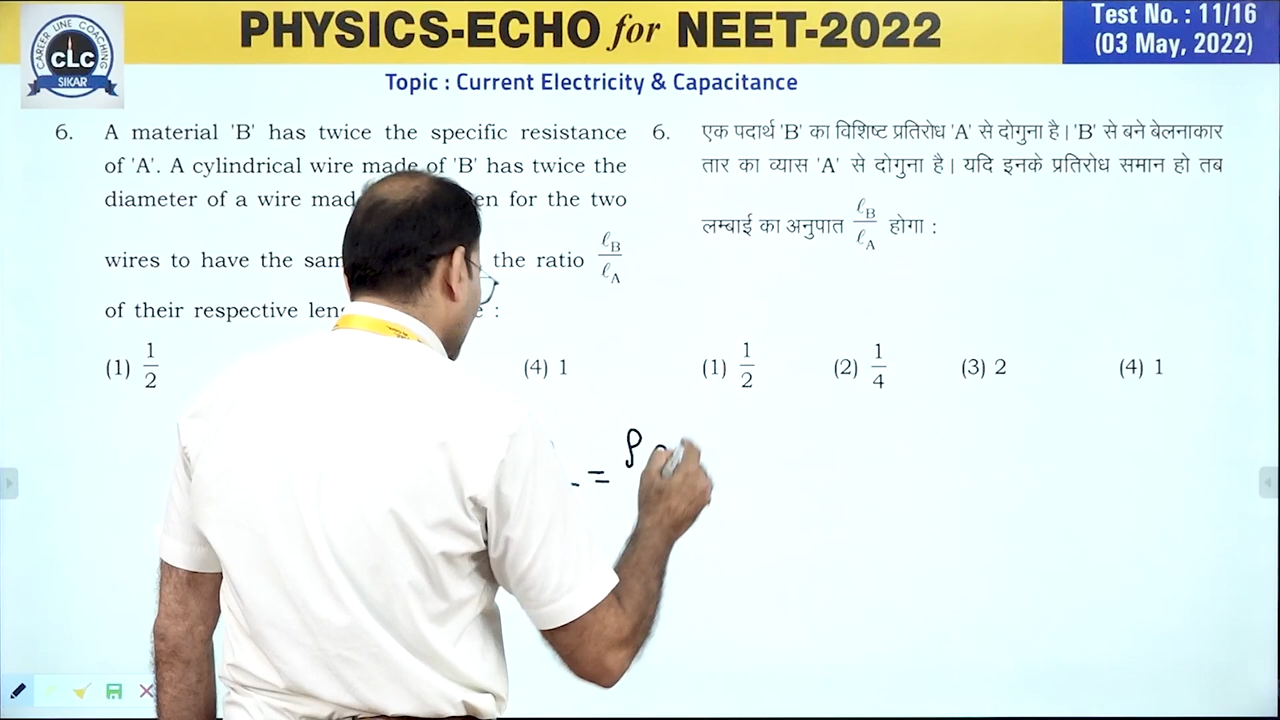 PHYSICS-ECHO for NEET-2022
Test No. : 11/16
(03 May, 2022)
CAREER LINE COACHING
CLC
SIKAR
Topic : Current Electricity & Capacitance
6. A material 'B' has twice the specific resistance
of 'A'. A cylindrical wire made of 'B' has twice the
diameter of a wire mad en for the two
wires to have the sam the ratio ℓB/ℓA
of their respective len e :
(1) 1/2 (4) 1
6. एक पदार्थ 'B' का विशिष्ट प्रतिरोध 'A' से दोगुना है। 'B' से बने बेलनाकार
तार का व्यास 'A' से दोगुना है। यदि इनके प्रतिरोध समान हो तब
लम्बाई का अनुपात ℓB/ℓA होगा :
(1) 1/2 (2) 1/4 (3) 2 (4) 1
= ρ